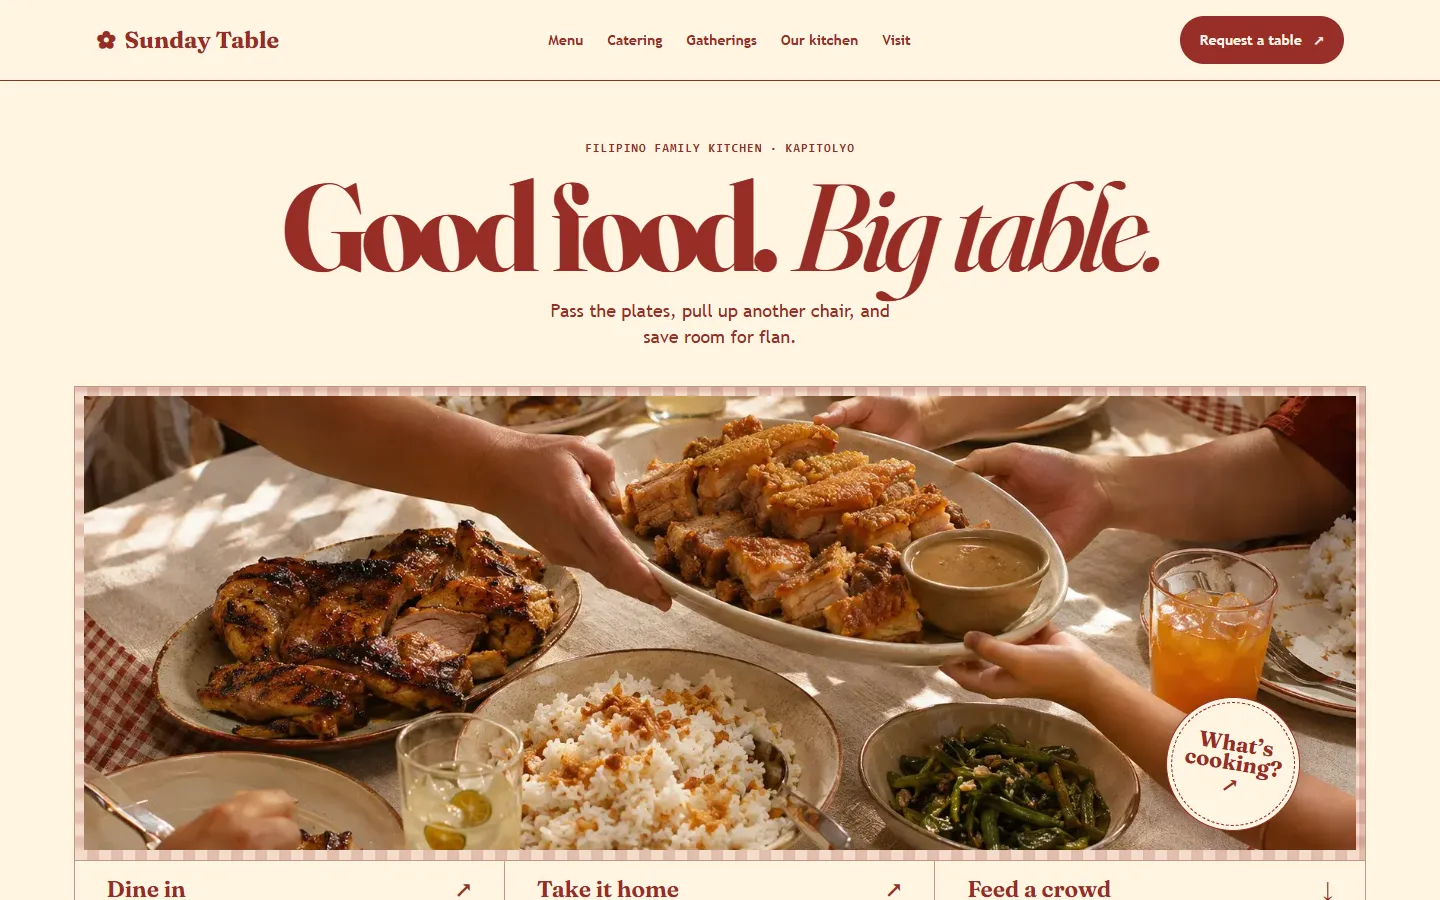 ✿ Sunday Table
Menu
Catering
Gatherings
Our kitchen
Visit
Request a table ↗
FILIPINO FAMILY KITCHEN · KAPITOLYO
Good food. Big table.
Pass the plates, pull up another chair, and
save room for flan.
What's
cooking?
↗
Dine in ↗
Take it home ↗
Feed a crowd ↓